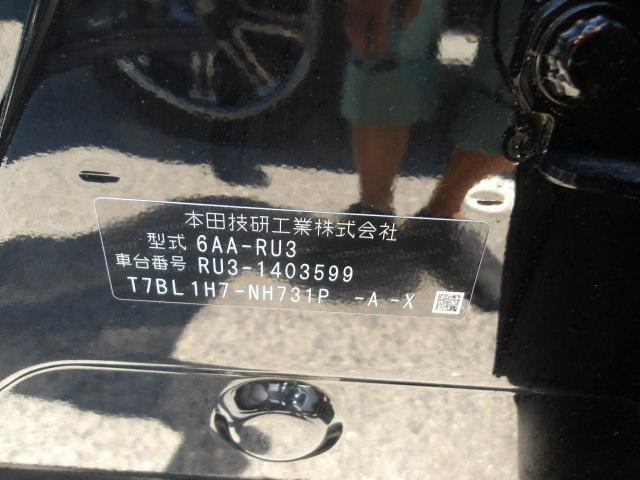 本田技研工業株式会社
型式 6AA-RU3
車台番号 RU3-1403599
T7BL1H7-NH731P -A -X